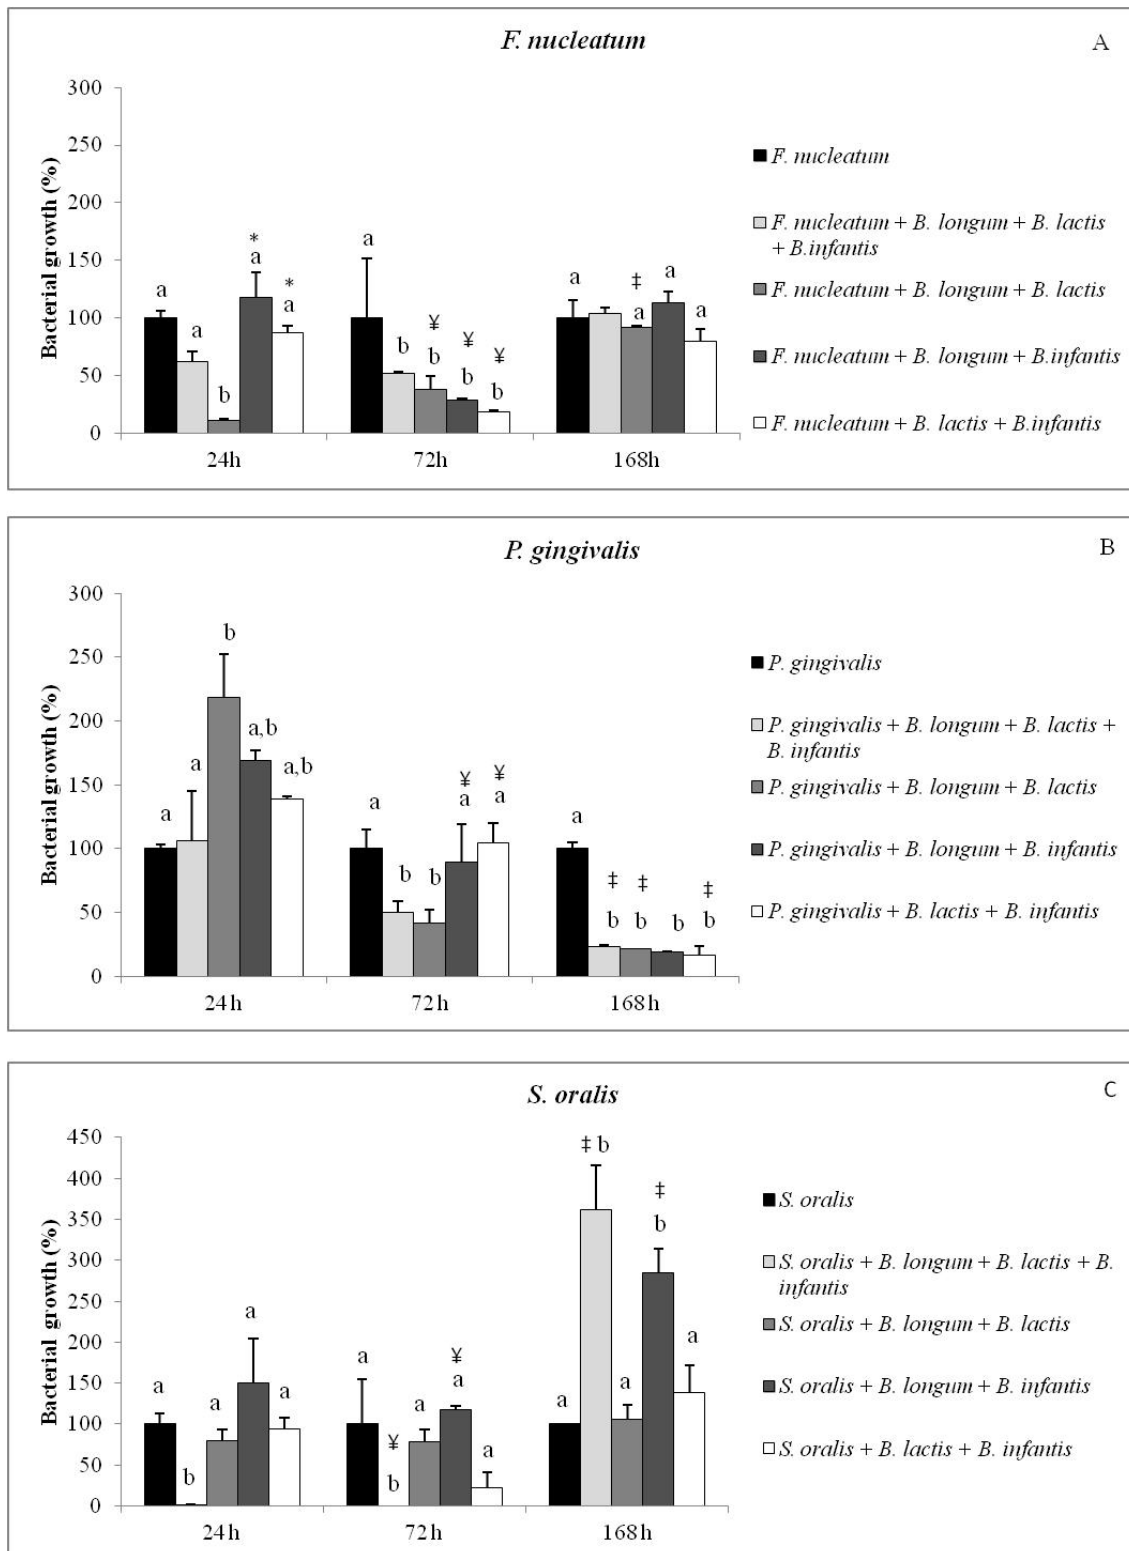 F. nucleatum
A
Bacterial growth (%)
300
250
200
150
100
50
0
a
a
b
*
a
*
a
a
b
¥
b
¥
b
¥
b
a
‡
a
a
a
24h
72h
168h
F. nucleatum
F. nucleatum + B. longum + B. lactis
+ B.infantis
F. nucleatum + B. longum + B. lactis
F. nucleatum + B. longum + B.infantis
F. nucleatum + B. lactis + B.infantis
P. gingivalis
B
Bacterial growth (%)
300
250
200
150
100
50
0
a
a
b
a,b
a,b
a
b
b
¥
a
¥
a
a
‡
b
‡
b
b
‡
b
24h
72h
168h
P. gingivalis
P. gingivalis + B. longum + B. lactis +
B. infantis
P. gingivalis + B. longum + B. lactis
P. gingivalis + B. longum + B. infantis
P. gingivalis + B. lactis + B. infantis
S. oralis
C
Bacterial growth (%)
450
400
350
300
250
200
150
100
50
0
a
b
a
a
a
a
¥
b
a
¥
a
a
a
‡ b
a
‡
b
a
24h
72h
168h
S. oralis
S. oralis + B. longum + B. lactis + B.
infantis
S. oralis + B. longum + B. lactis
S. oralis + B. longum + B. infantis
S. oralis + B. lactis + B. infantis